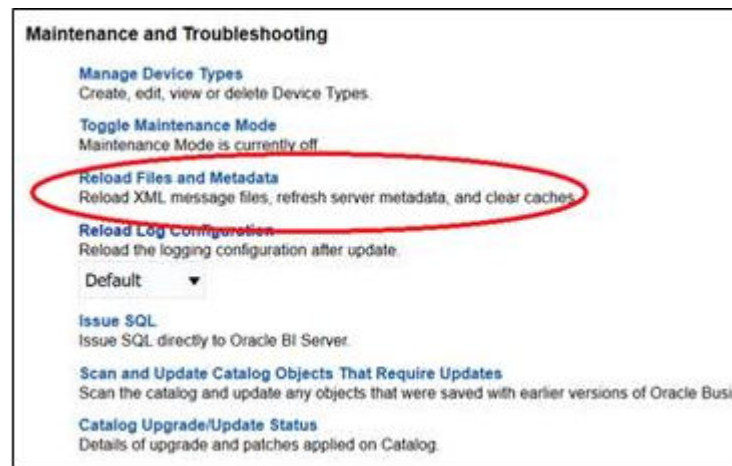 Maintenance and Troubleshooting
Manage Device Types
Create, edit, view or delete Device Types.
Toggle Maintenance Mode
Maintenance Mode is currently off.
Reload Files and Metadata
Reload XML message files, refresh server metadata, and clear caches.
Reload Log Configuration
Reload the logging configuration after update.
Default
Issue SQL
Issue SQL directly to Oracle BI Server.
Scan and Update Catalog Objects That Require Updates
Scan the catalog and update any objects that were saved with earlier versions of Oracle Busi
Catalog Upgrade/Update Status
Details of upgrade and patches applied on Catalog.